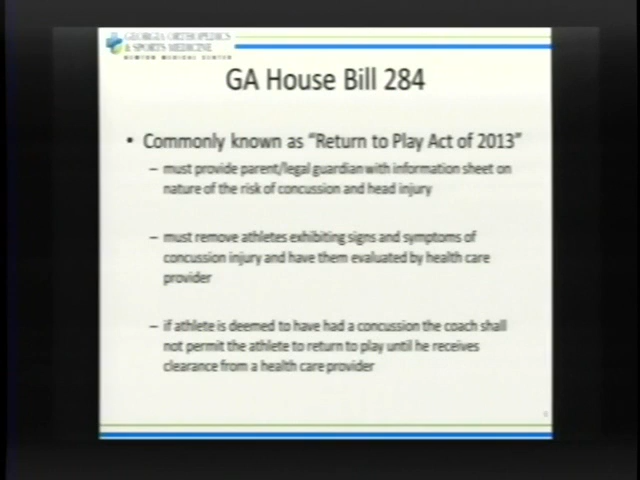 GEORGIA ORTHOPEDICS
& SPORTS MEDICINE
NEWTON MEDICAL CENTER
GA House Bill 284
• Commonly known as “Return to Play Act of 2013”
– must provide parent/legal guardian with information sheet on
nature of the risk of concussion and head injury
– must remove athletes exhibiting signs and symptoms of
concussion injury and have them evaluated by health care
provider
– if athlete is deemed to have had a concussion the coach shall
not permit the athlete to return to play until he receives
clearance from a health care provider